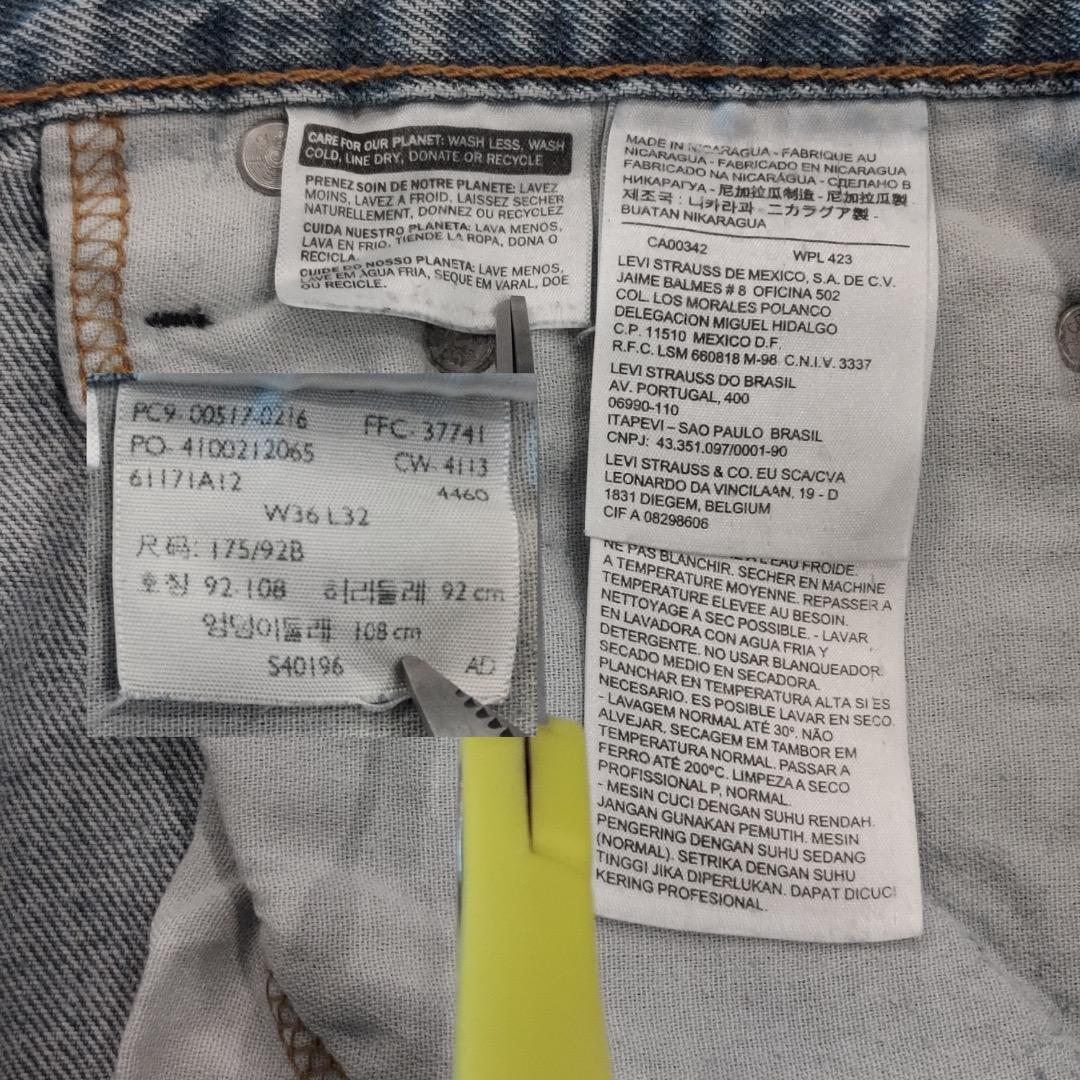 CARE FOR OUR PLANET: WASH LESS, WASH
COLD, LINE DRY, DONATE OR RECYCLE
PRENEZ SOIN DE NOTRE PLANETE: LAVEZ
MOINS, LAVEZ A FROID, LAISSEZ SECHER
NATURELLEMENT, DONNEZ OU RECYCLEZ
CUIDA NUESTRO PLANETA: LAVA MENOS,
LAVA EN FRIO, TIENDE LA ROPA, DONA O
RECICLA.
CUIDE DO NOSSO PLANETA: LAVE MENOS,
LAVE EM ÁGUA FRIA, SEQUE EM VARAL, DOE
OU RECICLE.
PC9-00517-0216 FFC- 37741
PO- 4100212065 CW- 4113
61171A12 4460
W36 L32
尺码: 175/92B
호칭 92-108 허리둘레 92 cm
엉덩이둘레 108 cm
S40196 AD
MADE IN NICARAGUA - FABRIQUE AU
NICARAGUA - FABRICADO EN NICARAGUA
FABRICADO NA NICARÁGUA - СДЕЛАНО В
НИКАРАГУА - 尼加拉瓜制造 - 尼加拉瓜製
제조국 : 니카라과 - ニカラグア製 -
BUATAN NIKARAGUA
CA00342 WPL 423
LEVI STRAUSS DE MEXICO, S.A. DE C.V.
JAIME BALMES # 8 OFICINA 502
COL. LOS MORALES POLANCO
DELEGACION MIGUEL HIDALGO
C.P. 11510 MEXICO D.F.
R.F.C. LSM 660818 M-98 C.N.I.V. 3337
LEVI STRAUSS DO BRASIL
AV. PORTUGAL, 400
06990-110
ITAPEVI – SAO PAULO BRASIL
CNPJ: 43.351.097/0001-90
LEVI STRAUSS & CO. EU SCA/CVA
LEONARDO DA VINCILAAN, 19 - D
1831 DIEGEM, BELGIUM
CIF A 08298606
NE PAS BLANCHIR. SECHER EN MACHINE
A TEMPERATURE MOYENNE. REPASSER A
TEMPERATURE ELEVEE AU BESOIN.
NETTOYAGE A SEC POSSIBLE. - LAVAR
EN LAVADORA CON AGUA FRIA Y
DETERGENTE. NO USAR BLANQUEADOR.
SECADO MEDIO EN SECADORA.
PLANCHAR EN TEMPERATURA ALTA SI ES
NECESARIO. ES POSIBLE LAVAR EN SECO.
- LAVAGEM NORMAL ATÉ 30°. NÃO
ALVEJAR. SECAGEM EM TAMBOR EM
TEMPERATURA NORMAL. PASSAR A
FERRO ATÉ 200°C. LIMPEZA A SECO
PROFISSIONAL P, NORMAL.
- MESIN CUCI DENGAN SUHU RENDAH.
JANGAN GUNAKAN PEMUTIH. MESIN
PENGERING DENGAN SUHU SEDANG
(NORMAL). SETRIKA DENGAN SUHU
TINGGI JIKA DIPERLUKAN. DAPAT DICUCI
KERING PROFESIONAL.